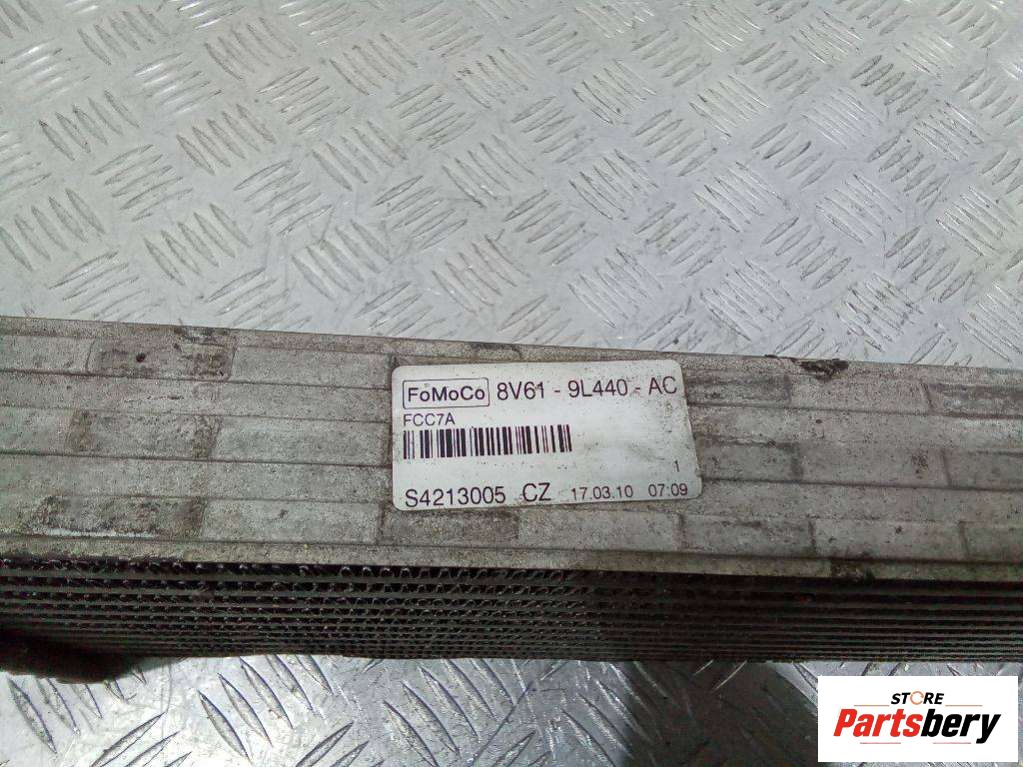 FoMoCo 8V61 - 9L440 - AC
FCC7A
1
S4213005 CZ 17.03.10 07:09
STORE
Partsbery